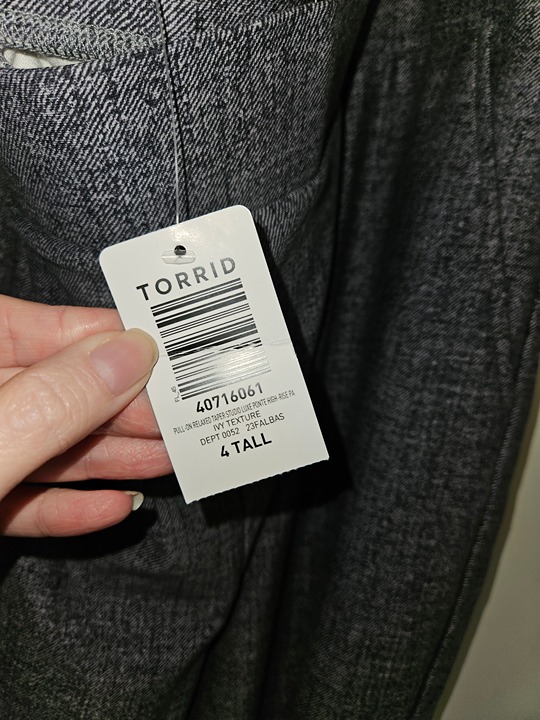 TORRID
40716061
PULL-ON RELAXED TAPER STUDIO LUXE PONTE HIGH-RISE PA
IVY TEXTURE
DEPT 0052 23FALBAS
4 TALL